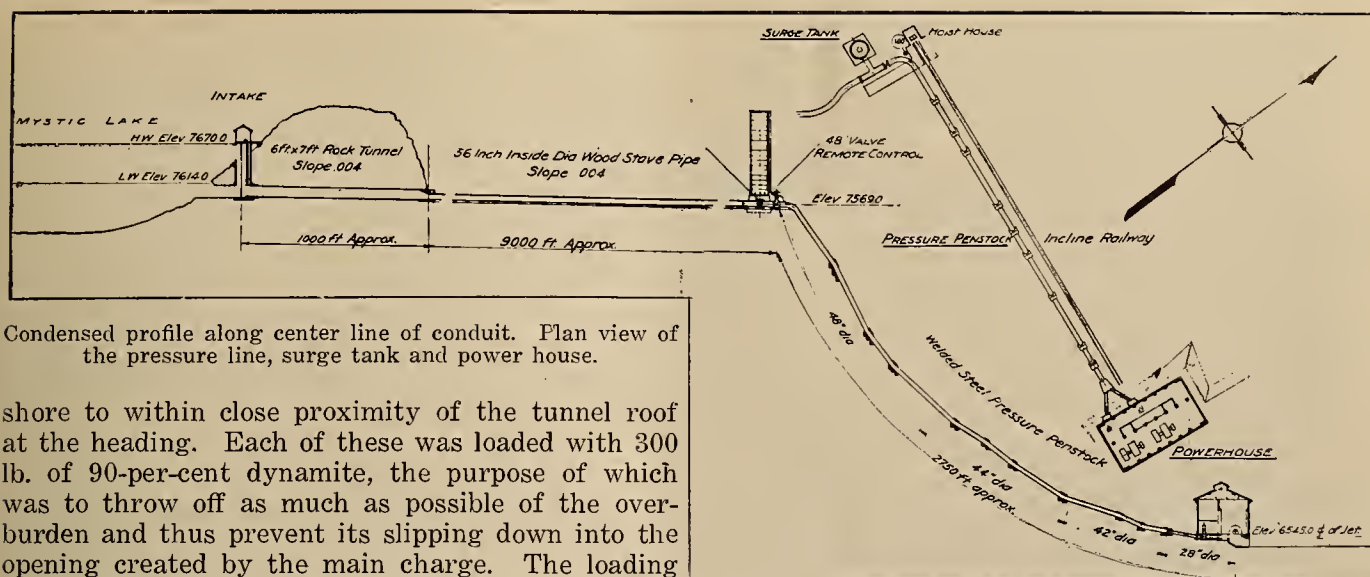 SURGE TANK
HOIST HOUSE
INTAKE
MYSTIC LAKE
HW Elev 7670.0
6ft x 7ft Rock Tunnel
Slope .004
56 Inch Inside Dia Wood Stave Pipe
Slope .004
48" VALVE
REMOTE CONTROL
LW Elev 7614.0
Elev 7569.0
1000 ft Approx.
9000 ft. Approx
PRESSURE PENSTOCK
Incline Railway
48" dia
Welded Steel Pressure Penstock
2750 ft. approx.
44" dia
42" dia
28" dia
POWERHOUSE
Elev 6545.0 ℄ of Jet
Condensed profile along center line of conduit. Plan view of
the pressure line, surge tank and power house.
shore to within close proximity of the tunnel roof
at the heading. Each of these was loaded with 300
lb. of 90-per-cent dynamite, the purpose of which
was to throw off as much as possible of the over-
burden and thus prevent its slipping down into the
opening created by the main charge. The loading